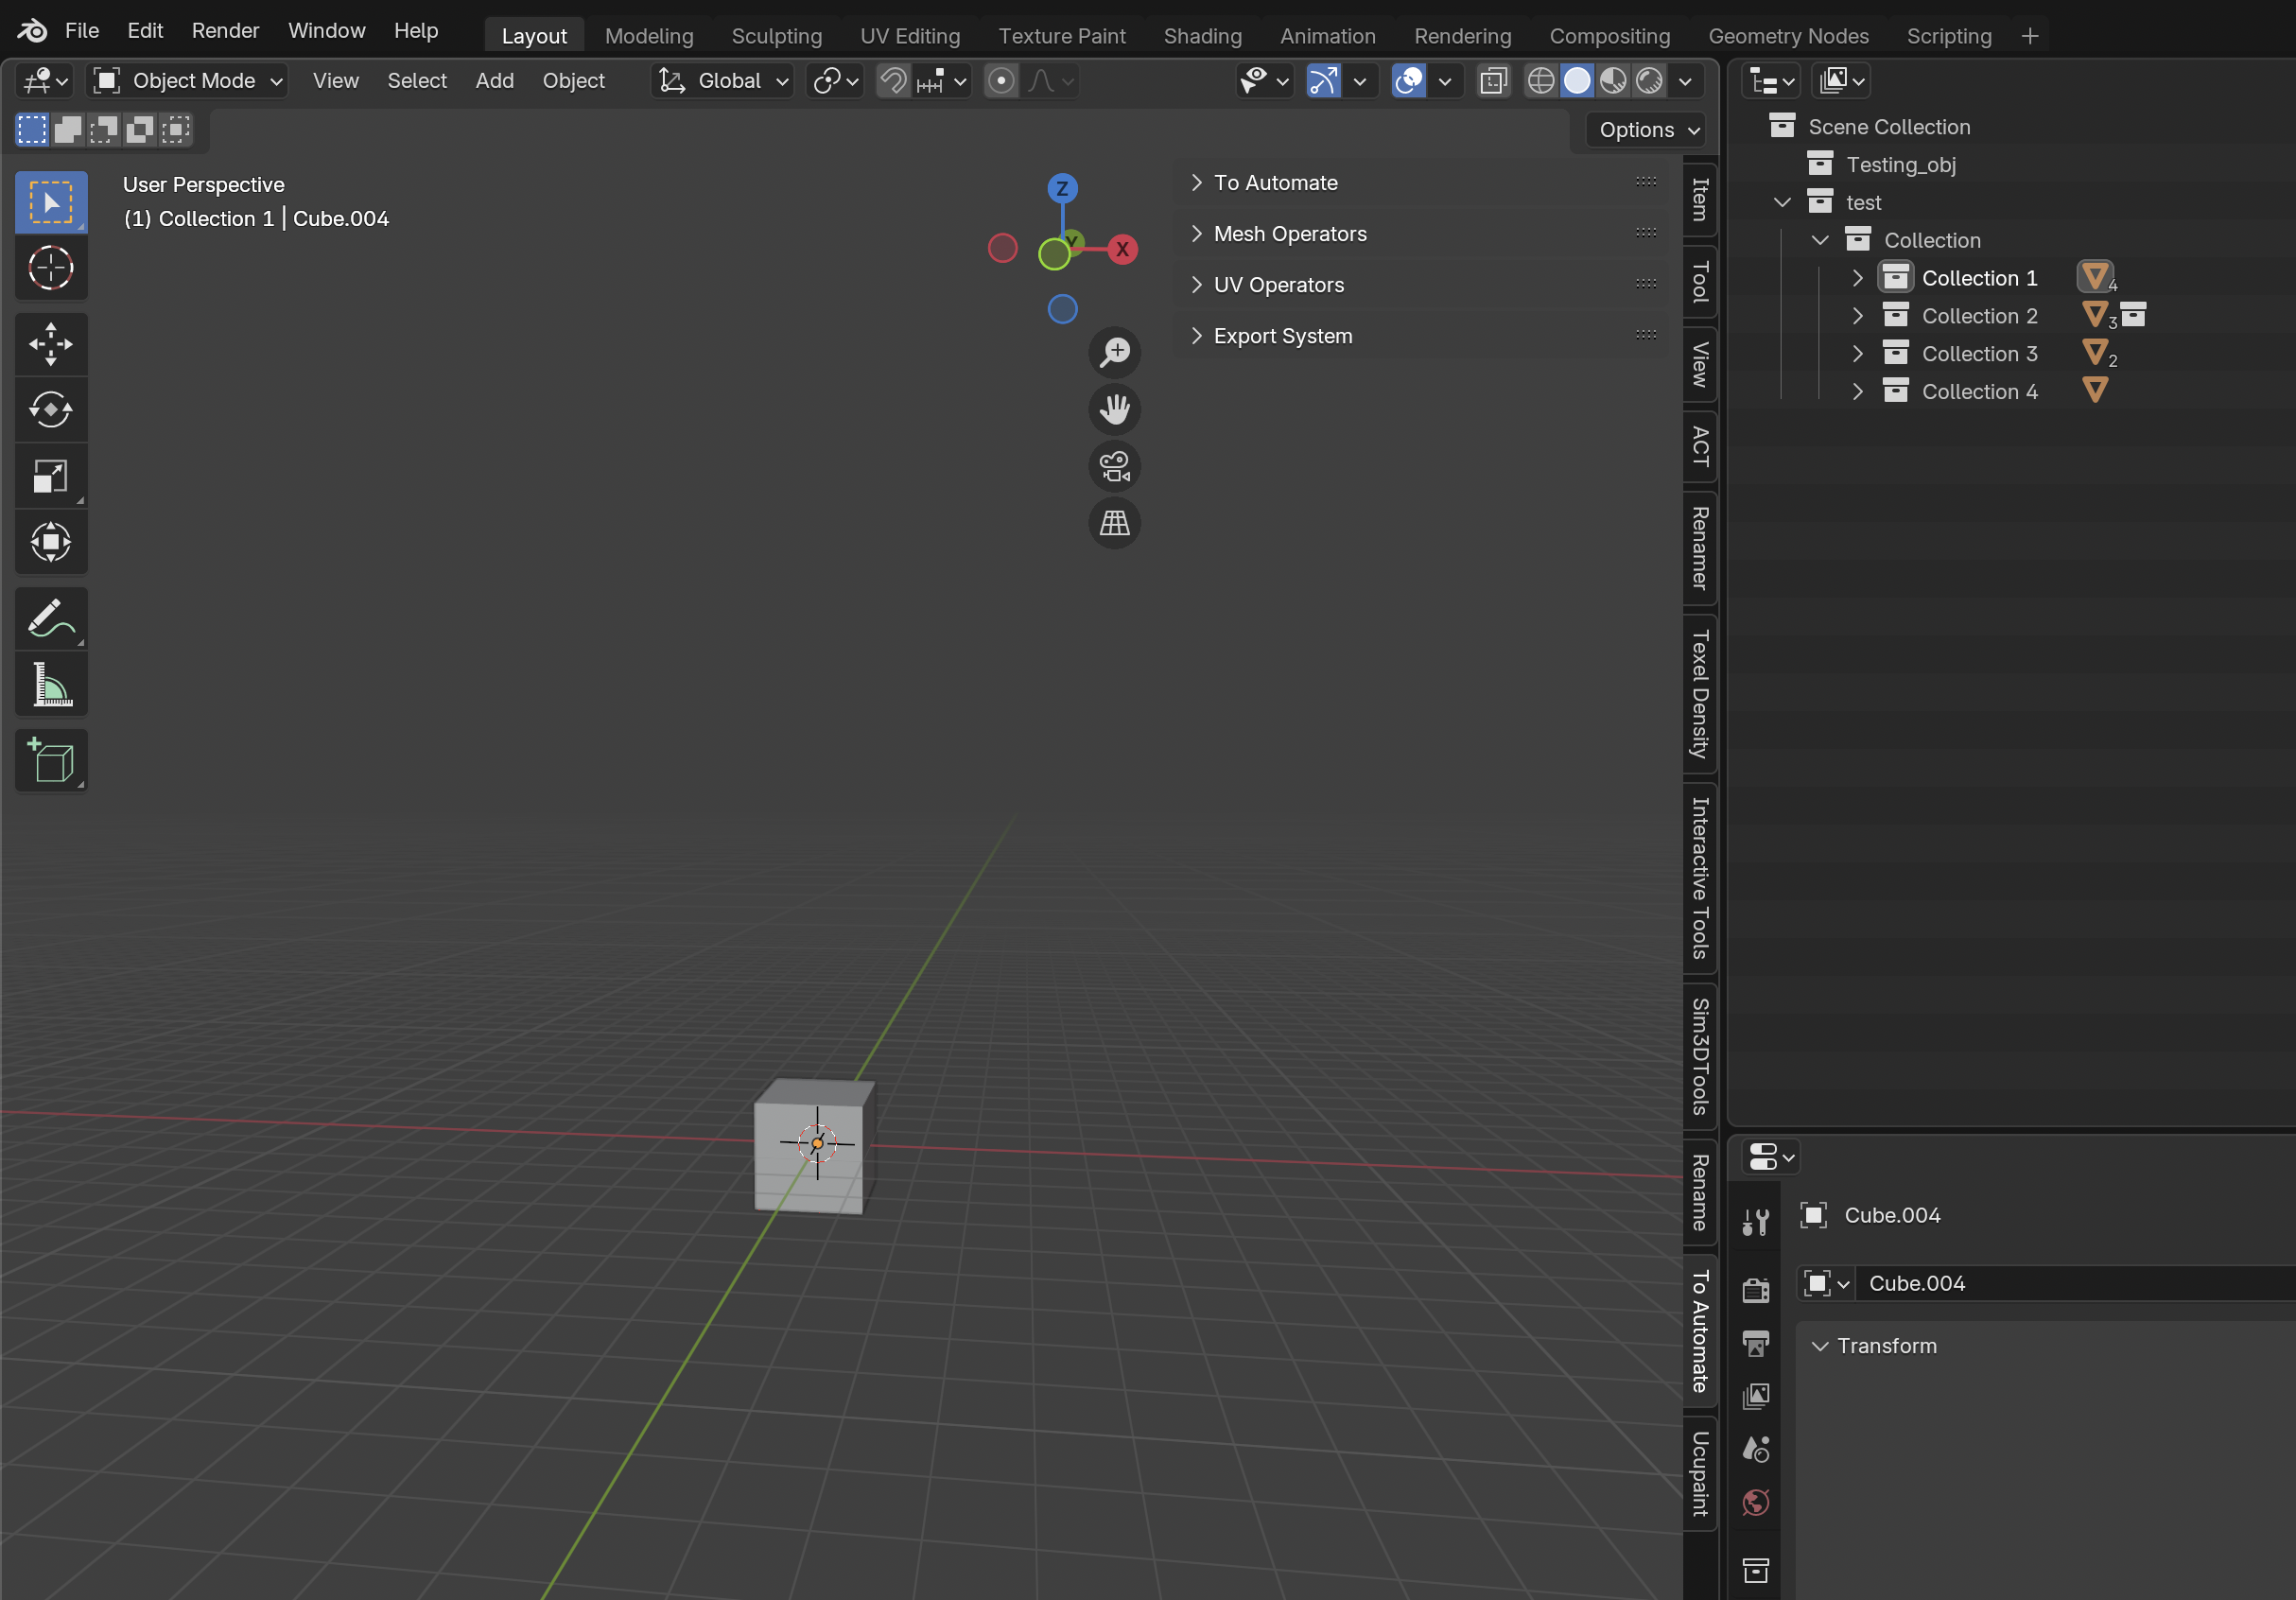 File Edit Render Window Help Layout Modeling Sculpting UV Editing Texture Paint Shading Animation Rendering Compositing Geometry Nodes Scripting
Object Mode View Select Add Object Global
Options
User Perspective
(1) Collection 1 | Cube.004
Z
Y
X
To Automate
Mesh Operators
UV Operators
Export System
Item
Tool
View
ACT
Renamer
Texel Density
Interactive Tools
Sim3DTools
Rename
To Automate
Ucupaint
Scene Collection
Testing_obj
test
Collection
Collection 1 4
Collection 2 3
Collection 3 2
Collection 4
Cube.004
Cube.004
Transform